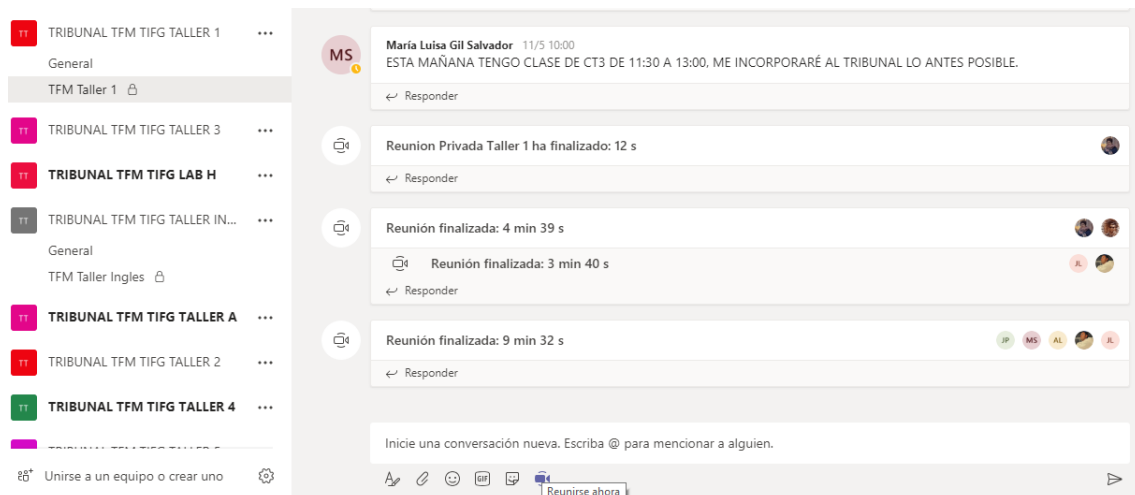 TT TRIBUNAL TFM TIFG TALLER 1 ...
General
TFM Taller 1
TT TRIBUNAL TFM TIFG TALLER 3 ...
TT TRIBUNAL TFM TIFG LAB H ...
TT TRIBUNAL TFM TIFG TALLER IN... ...
General
TFM Taller Ingles
TT TRIBUNAL TFM TIFG TALLER A ...
TT TRIBUNAL TFM TIFG TALLER 2 ...
TT TRIBUNAL TFM TIFG TALLER 4 ...
Unirse a un equipo o crear uno
MS
María Luisa Gil Salvador 11/5 10:00
ESTA MAÑANA TENGO CLASE DE CT3 DE 11:30 A 13:00, ME INCORPORARÉ AL TRIBUNAL LO ANTES POSIBLE.
Responder
Reunion Privada Taller 1 ha finalizado: 12 s
Responder
Reunión finalizada: 4 min 39 s
Reunión finalizada: 3 min 40 s JL
Responder
Reunión finalizada: 9 min 32 s JP MS AL JL
Responder
Inicie una conversación nueva. Escriba @ para mencionar a alguien.
GIF
Reunirse ahora